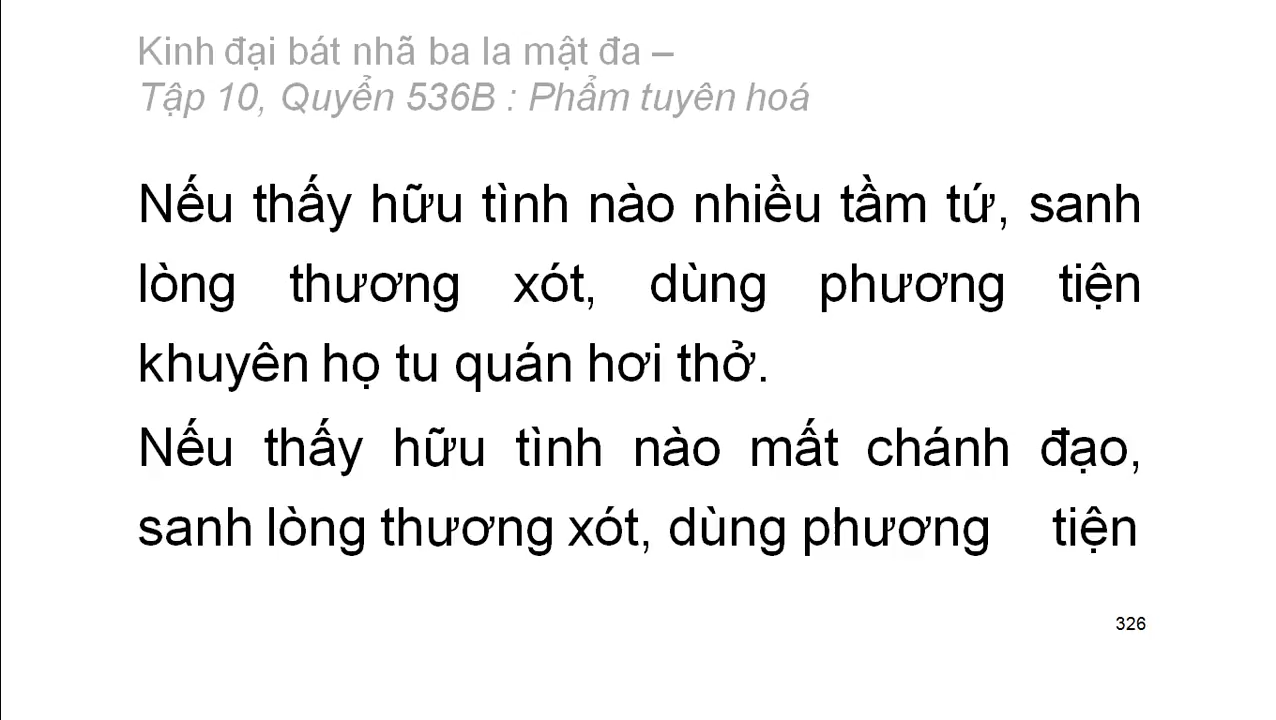 Kinh đại bát nhã ba la mật đa –
Tập 10, Quyển 536B : Phẩm tuyên hoá
Nếu thấy hữu tình nào nhiều tầm tứ, sanh
lòng thương xót, dùng phương tiện
khuyên họ tu quán hơi thở.
Nếu thấy hữu tình nào mất chánh đạo,
sanh lòng thương xót, dùng phương tiện
326